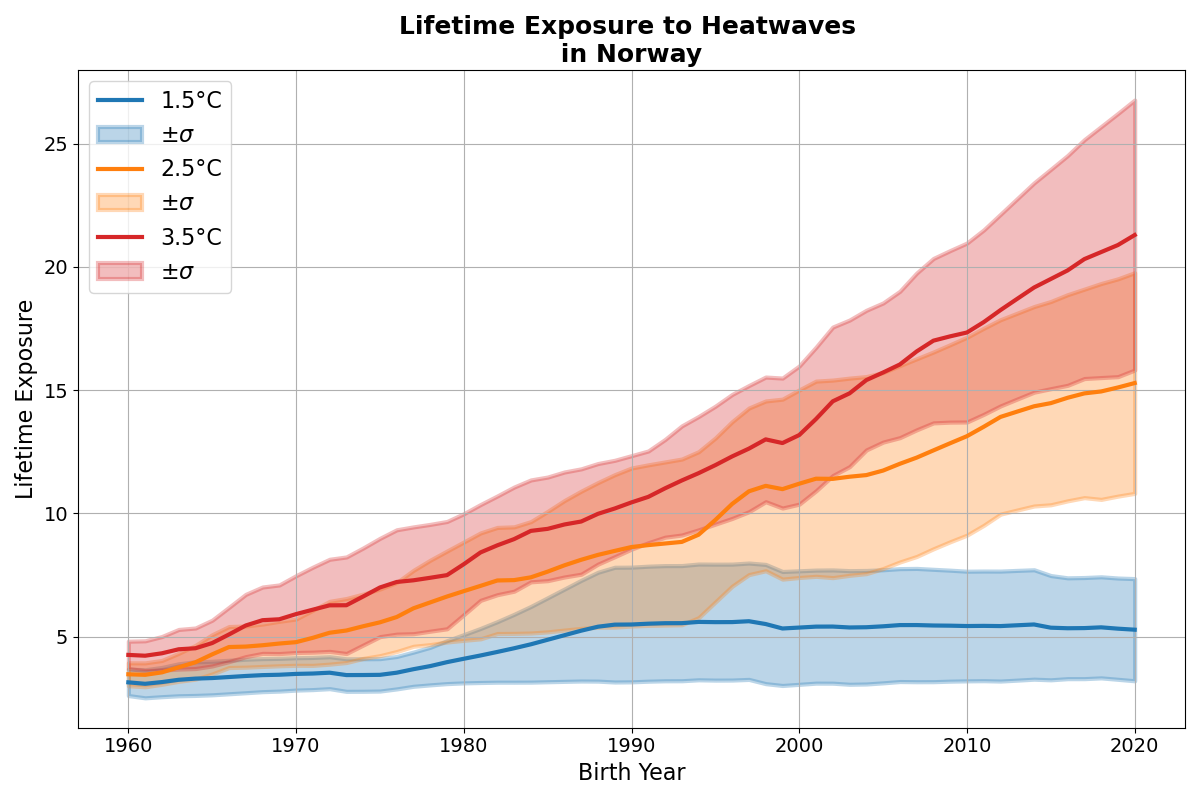 Lifetime Exposure to Heatwaves
in Norway
1.5°C
±σ
2.5°C
±σ
3.5°C
±σ
Lifetime Exposure
25
20
15
10
5
1960 1970 1980 1990 2000 2010 2020
Birth Year